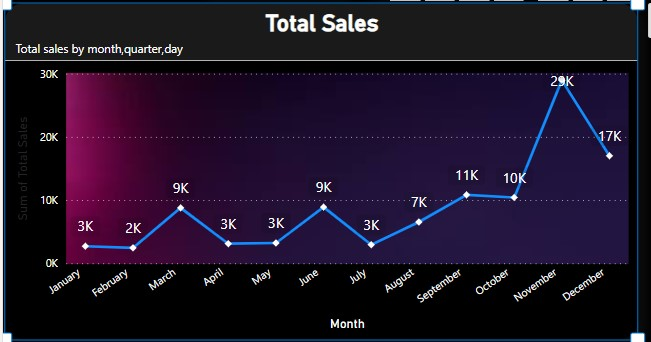 Total Sales
Total sales by month,quarter,day
Sum of Total Sales
30K
20K
10K
0K
3K
2K
9K
3K
3K
9K
3K
7K
11K
10K
29K
17K
January
February
March
April
May
June
July
August
September
October
November
December
Month